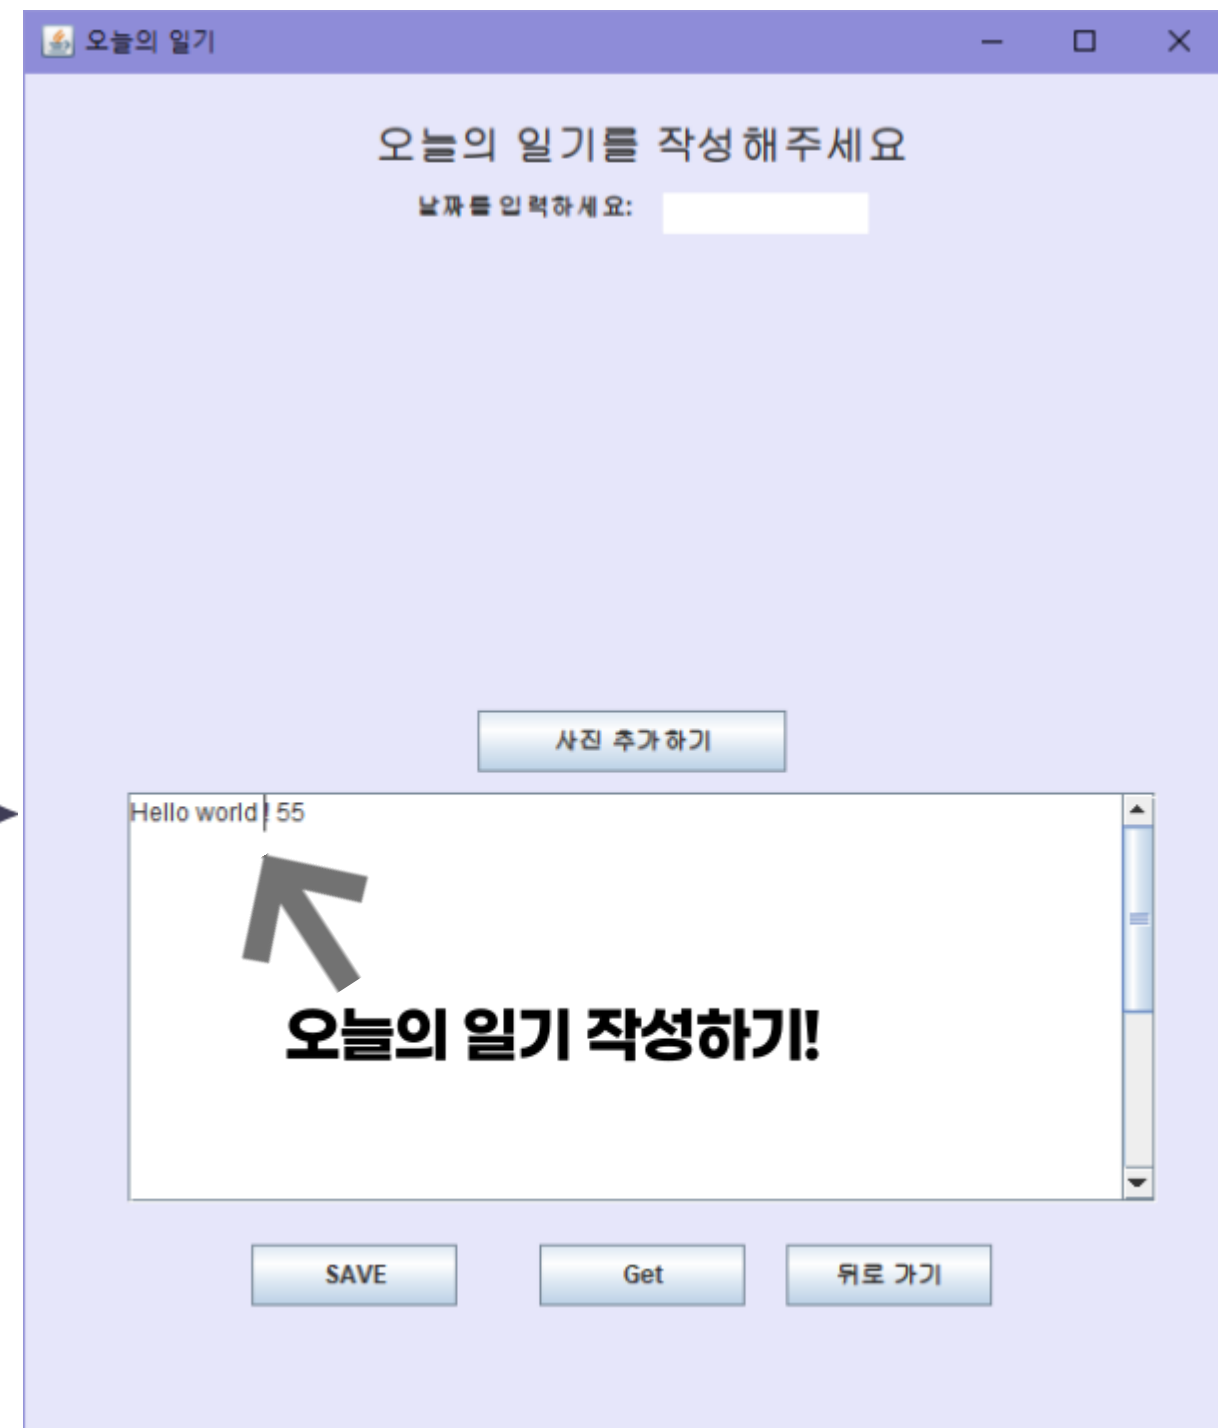 오늘의 일기
오늘의 일기를 작성해주세요
날짜를 입력하세요:
사진 추가하기
Hello world ! 55
오늘의 일기 작성하기!
SAVE
Get
뒤로 가기